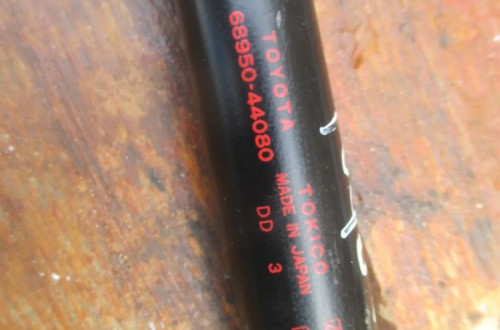 TOYOTA TOKICO
68950-44080 MADE IN JAPAN
DD 3